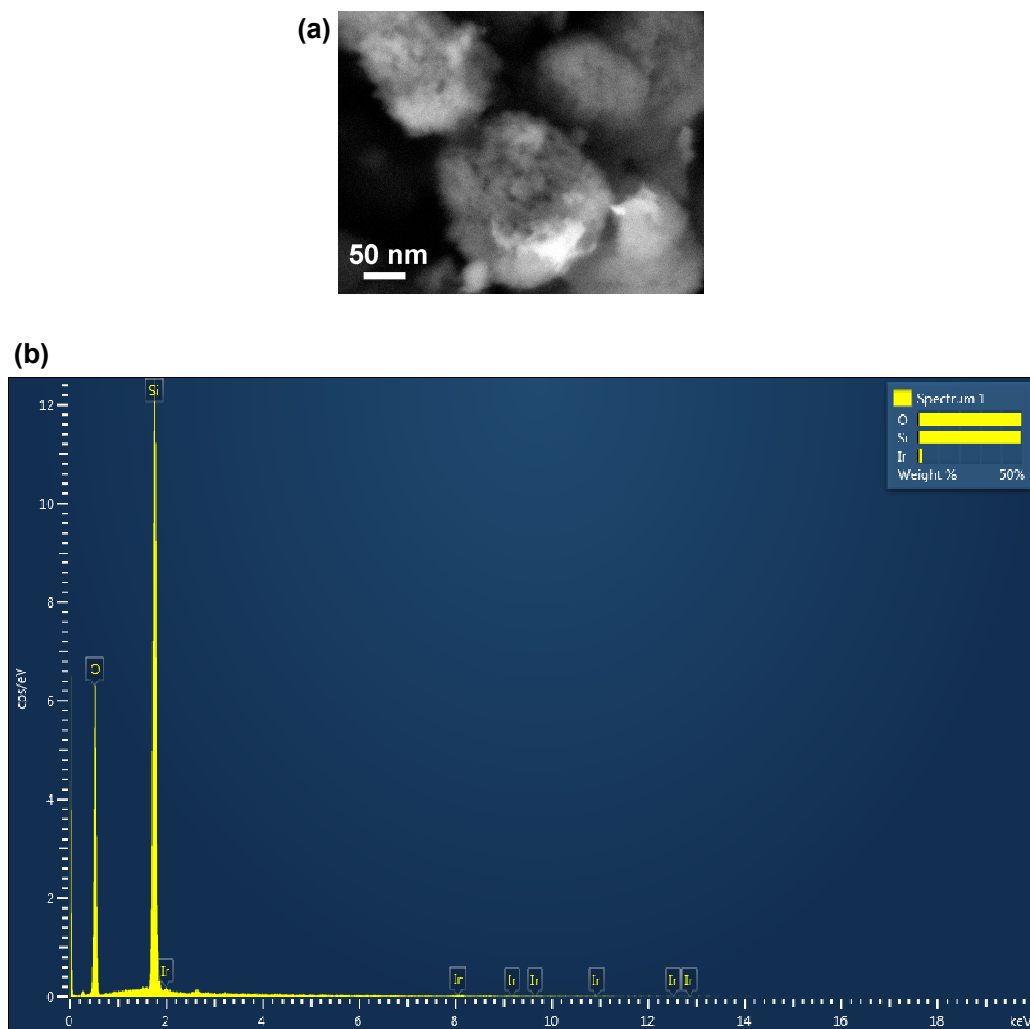 (a)
50 nm
(b)
Si
Spectrum 1
O
Si
Ir
Weight % 50%
12
10
8
6
4
2
0
cps/eV
O
Ir
Ir
Ir
Ir
Ir
Ir
Ir
0 2 4 6 8 10 12 14 16 18 keV